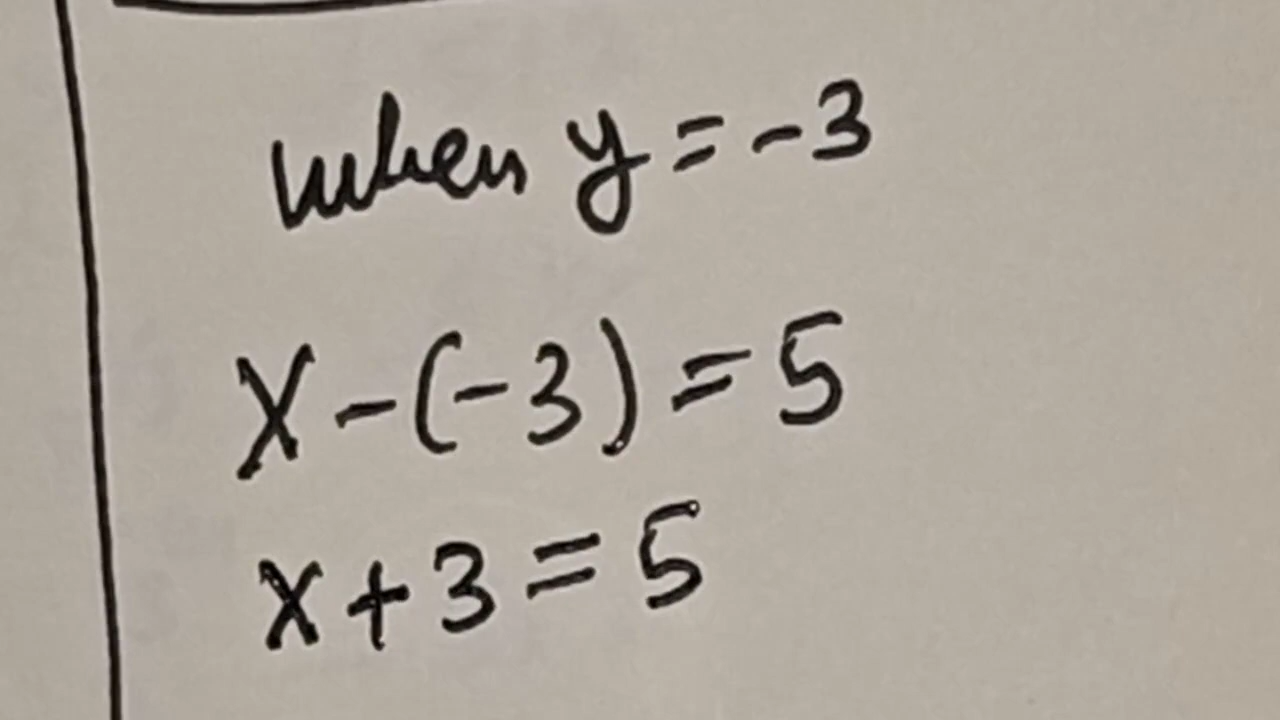 when y = -3
x - (-3) = 5
x + 3 = 5